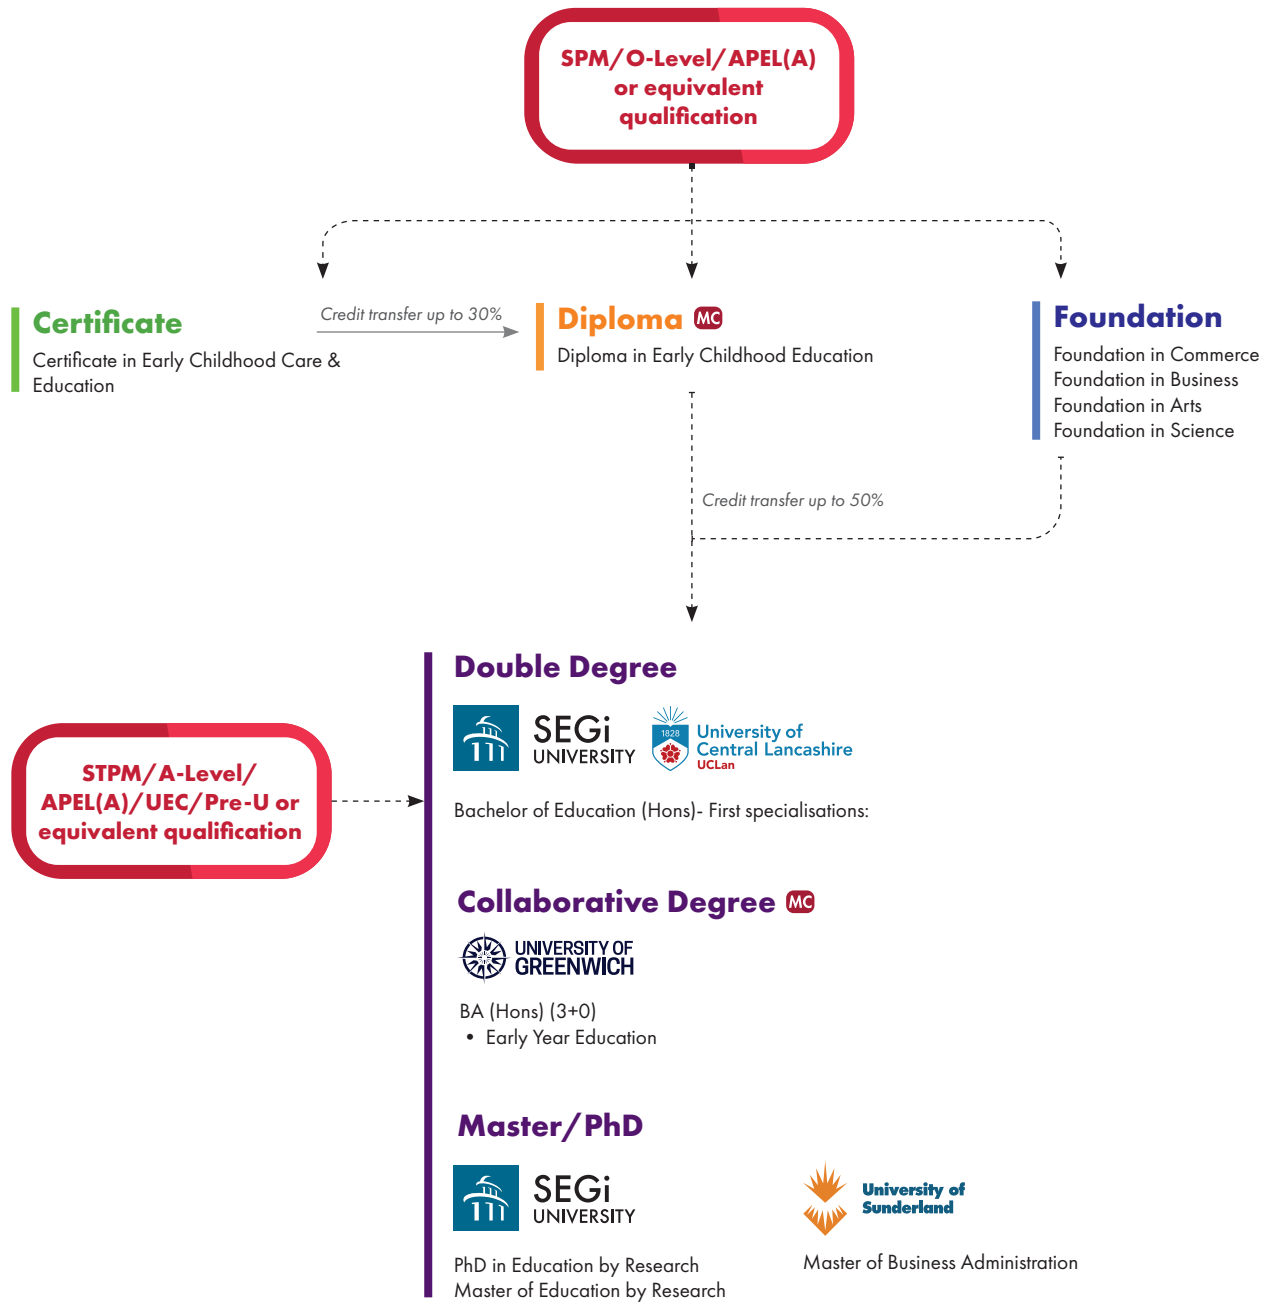 SPM/O-Level/APEL(A)
or equivalent
qualification
Certificate
Certificate in Early Childhood Care &
Education
Credit transfer up to 30%
Diploma MC
Diploma in Early Childhood Education
Foundation
Foundation in Commerce
Foundation in Business
Foundation in Arts
Foundation in Science
Credit transfer up to 50%
STPM/A-Level/
APEL(A)/UEC/Pre-U or
equivalent qualification
Double Degree
SEGi
UNIVERSITY
1828
University of
Central Lancashire
UCLan
Bachelor of Education (Hons)- First specialisations:
Collaborative Degree MC
UNIVERSITY OF
GREENWICH
BA (Hons) (3+0)
• Early Year Education
Master/PhD
SEGi
UNIVERSITY
PhD in Education by Research
Master of Education by Research
University of
Sunderland
Master of Business Administration